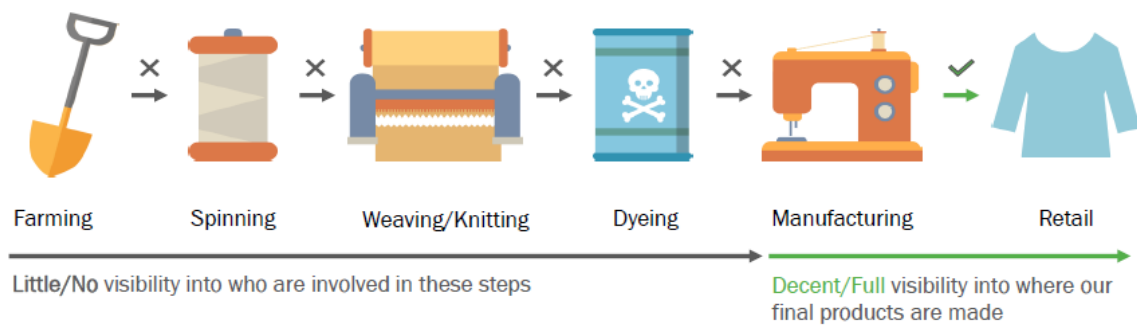 Farming
Spinning
Weaving/Knitting
Dyeing
Manufacturing
Retail
Little/No visibility into who are involved in these steps
Decent/Full visibility into where our
final products are made